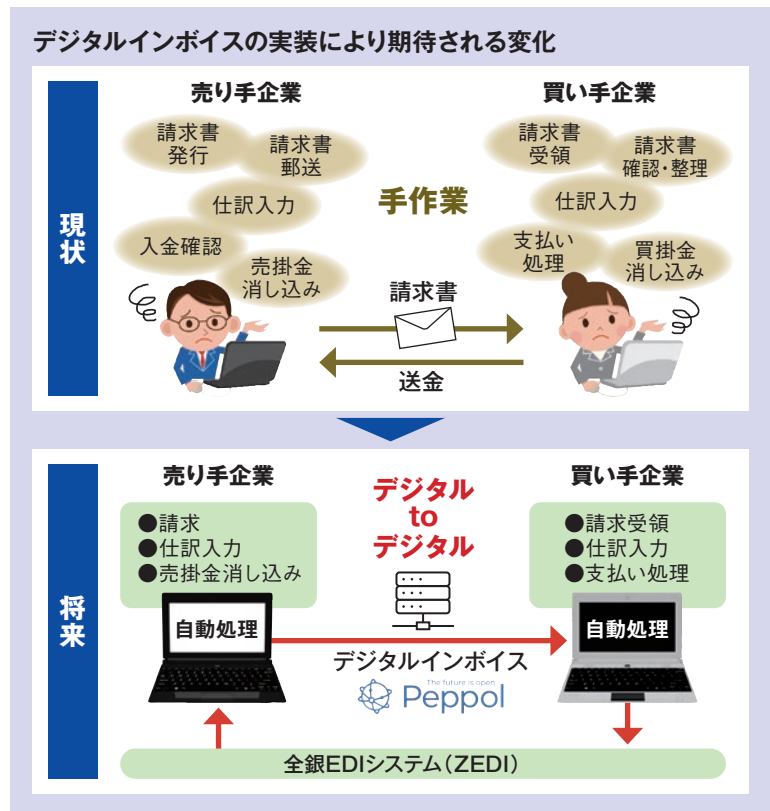 デジタルインボイスの実装により期待される変化
現状
売り手企業
請求書
発行
請求書
郵送
仕訳入力
入金確認
売掛金
消し込み
手作業
請求書
送金
買い手企業
請求書
受領
請求書
確認・整理
仕訳入力
支払い
処理
買掛金
消し込み
将来
売り手企業
●請求
●仕訳入力
●売掛金消し込み
自動処理
デジタル
to
デジタル
デジタルインボイス
The future is open
Peppol
買い手企業
●請求受領
●仕訳入力
●支払い処理
自動処理
全銀EDIシステム（ZEDI）